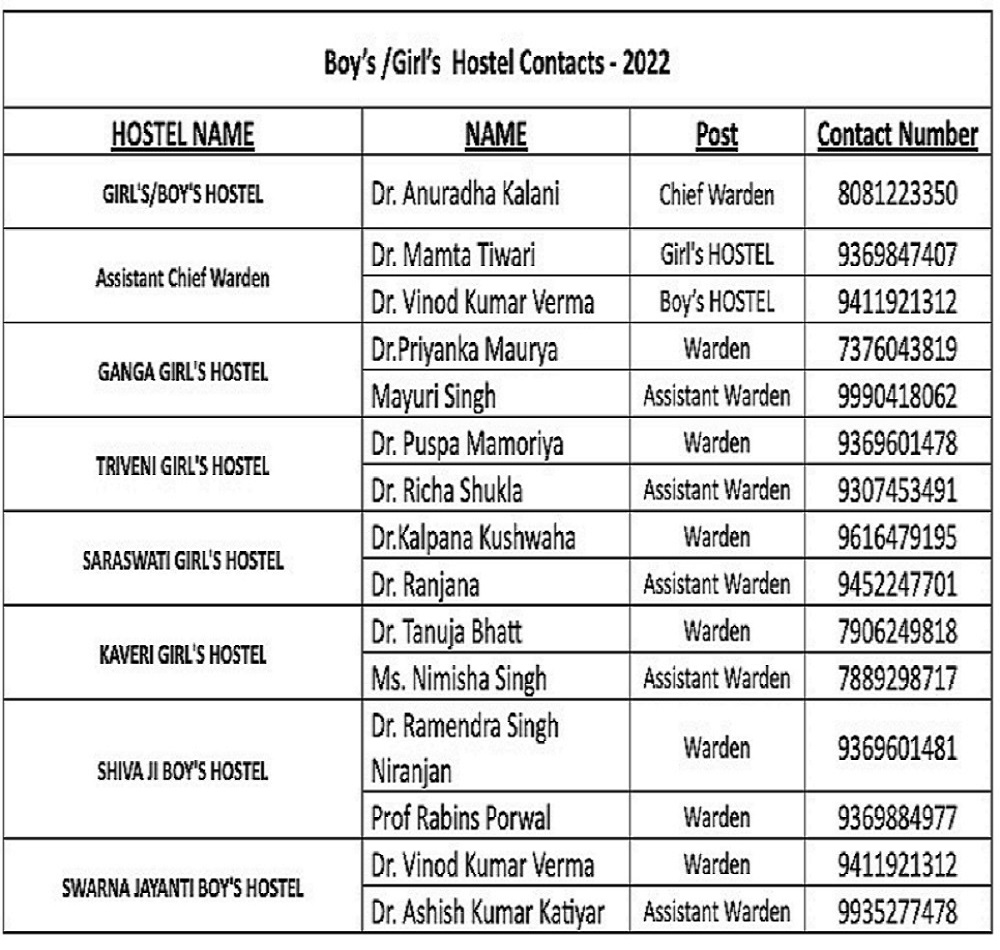 Boy's /Girl's Hostel Contacts - 2022
HOSTEL NAME NAME Post Contact Number
GIRL'S/BOY'S HOSTEL Dr. Anuradha Kalani Chief Warden 8081223350
Assistant Chief Warden Dr. Mamta Tiwari Girl's HOSTEL 9369847407
Dr. Vinod Kumar Verma Boy's HOSTEL 9411921312
GANGA GIRL'S HOSTEL Dr.Priyanka Maurya Warden 7376043819
Mayuri Singh Assistant Warden 9990418062
TRIVENI GIRL'S HOSTEL Dr. Puspa Mamoriya Warden 9369601478
Dr. Richa Shukla Assistant Warden 9307453491
SARASWATI GIRL'S HOSTEL Dr.Kalpana Kushwaha Warden 9616479195
Dr. Ranjana Assistant Warden 9452247701
KAVERI GIRL'S HOSTEL Dr. Tanuja Bhatt Warden 7906249818
Ms. Nimisha Singh Assistant Warden 7889298717
SHIVA JI BOY'S HOSTEL Dr. Ramendra Singh
Niranjan Warden 9369601481
Prof Rabins Porwal Warden 9369884977
SWARNA JAYANTI BOY'S HOSTEL Dr. Vinod Kumar Verma Warden 9411921312
Dr. Ashish Kumar Katiyar Assistant Warden 9935277478